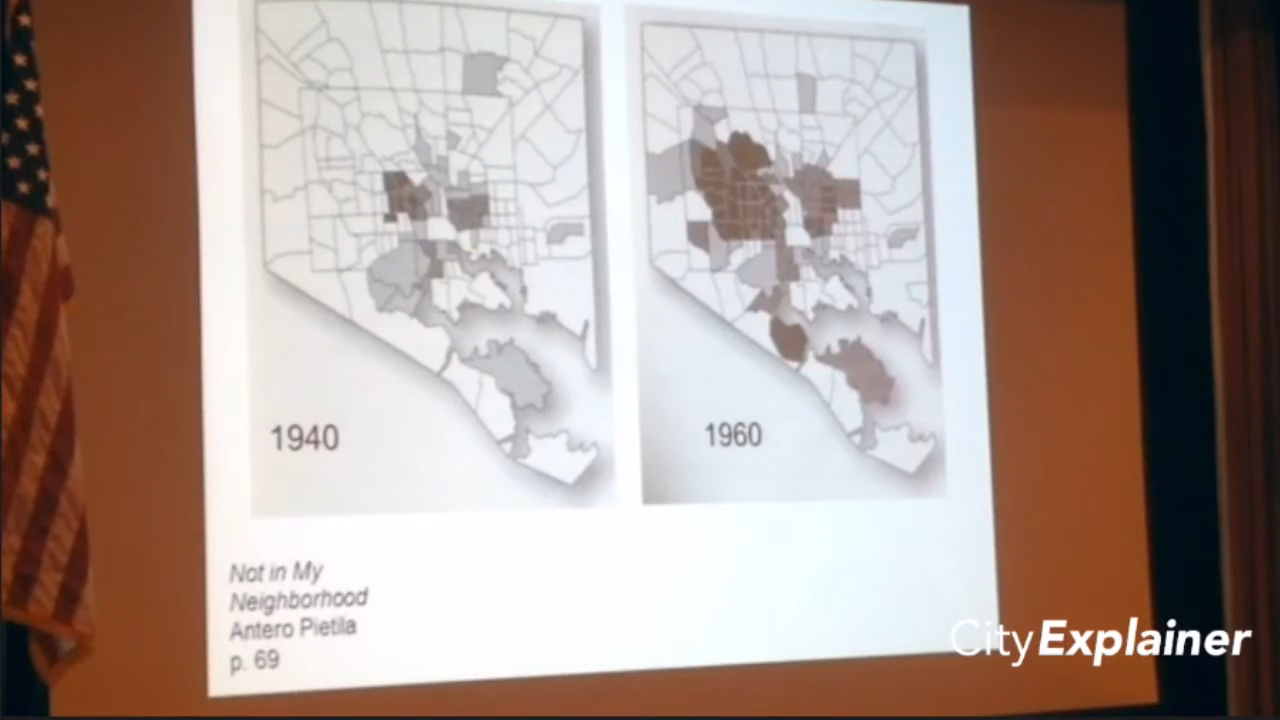 1940
1960
Not in My
Neighborhood
Antero Pietila
p. 69
CityExplainer